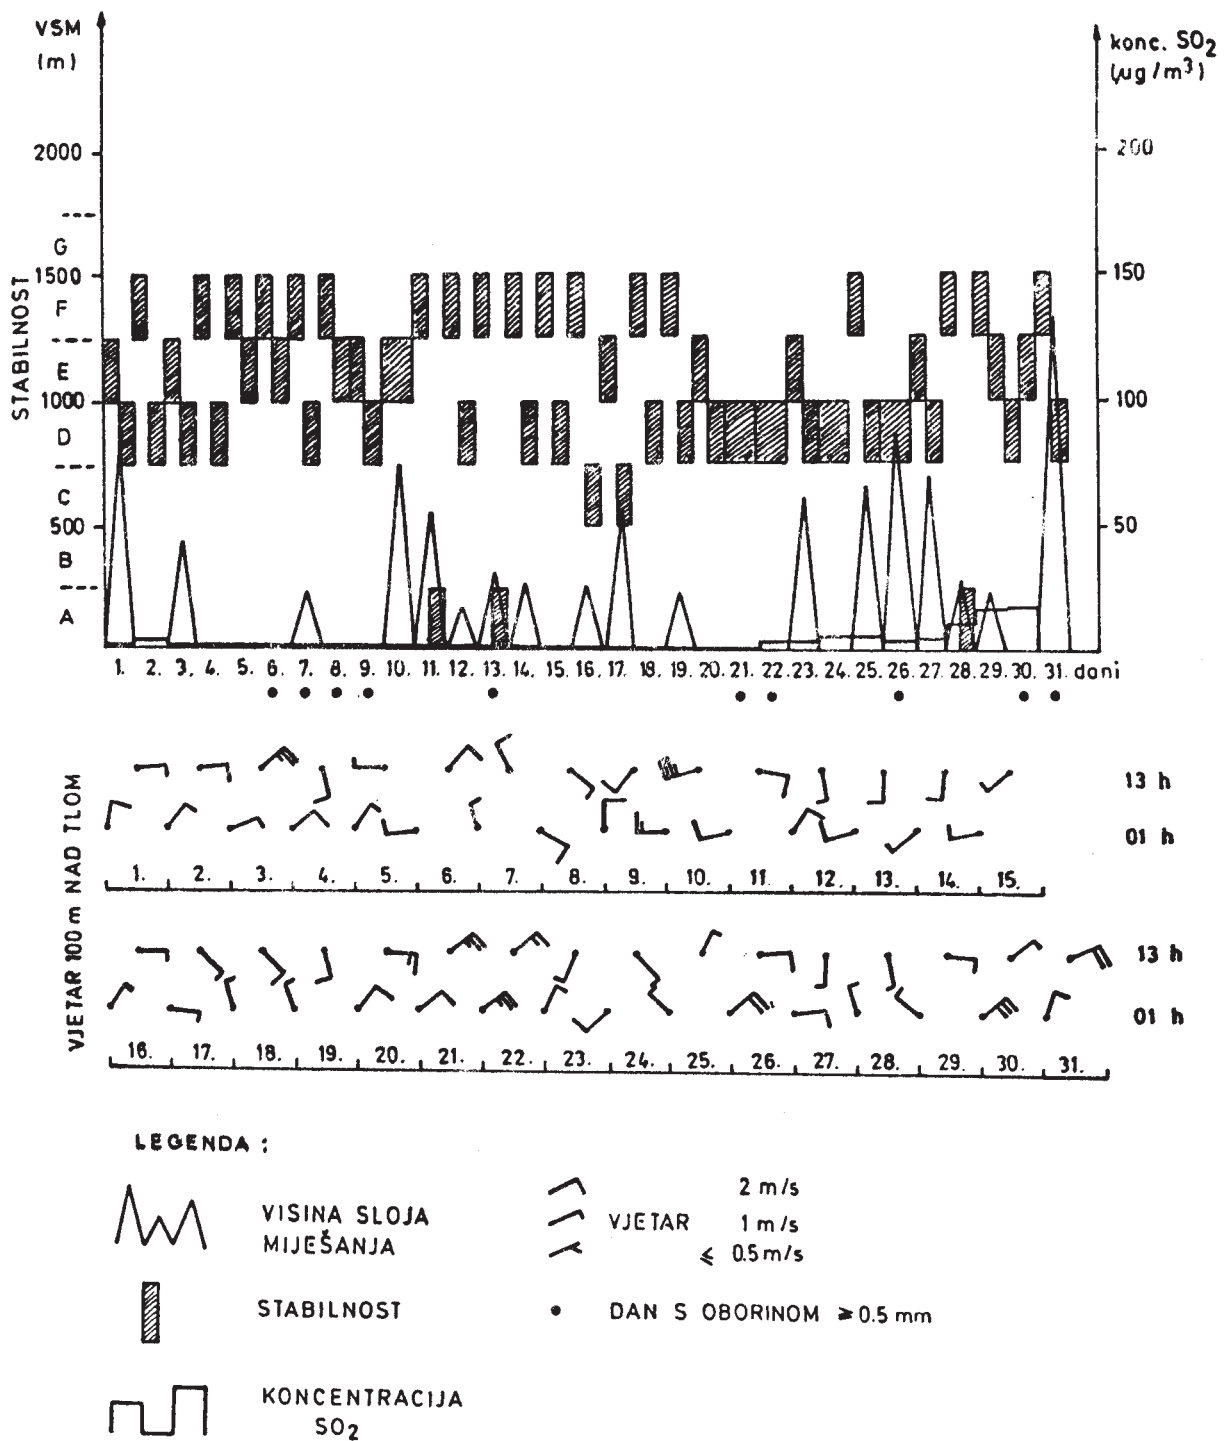 VSM
(m)
konc. SO2
(µg/m3)
2000
200
G
1500
150
F
E
1000
100
D
C
500
50
B
A
STABILNOST
1. 2. 3. 4. 5. 6. 7. 8. 9. 10. 11. 12. 13. 14. 15. 16. 17. 18. 19. 20. 21. 22. 23. 24. 25. 26. 27. 28. 29. 30. 31. dani
VJETAR 100 m NAD TLOM
13 h
01 h
1. 2. 3. 4. 5. 6. 7. 8. 9. 10. 11. 12. 13. 14. 15.
13 h
01 h
16. 17. 18. 19. 20. 21. 22. 23. 24. 25. 26. 27. 28. 29. 30. 31.
LEGENDA :
VISINA SLOJA
MIJEŠANJA
VJETAR
2 m/s
1 m/s
≤ 0.5 m/s
STABILNOST
DAN S OBORINOM ≥ 0.5 mm
KONCENTRACIJA
SO2